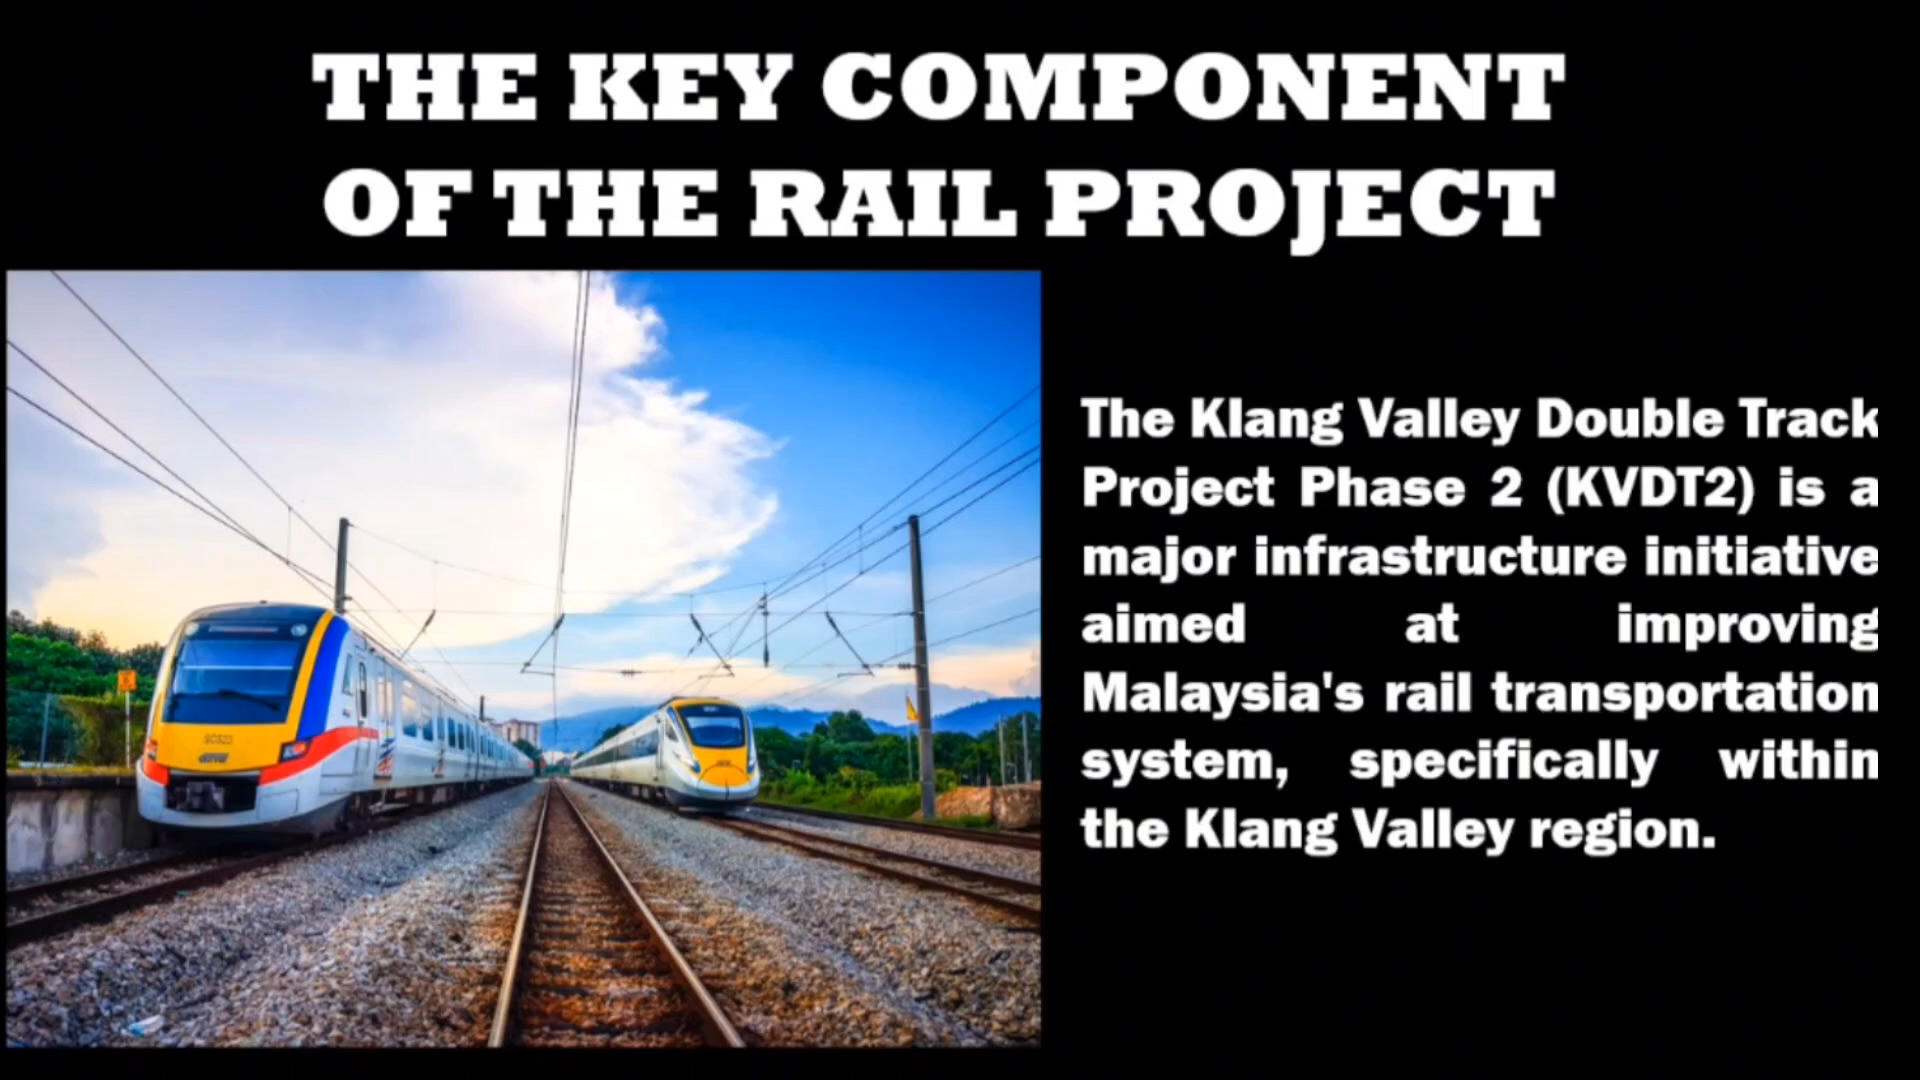 THE KEY COMPONENT
OF THE RAIL PROJECT
The Klang Valley Double Track
Project Phase 2 (KVDT2) is a
major infrastructure initiative
aimed at improving
Malaysia's rail transportation
system, specifically within
the Klang Valley region.